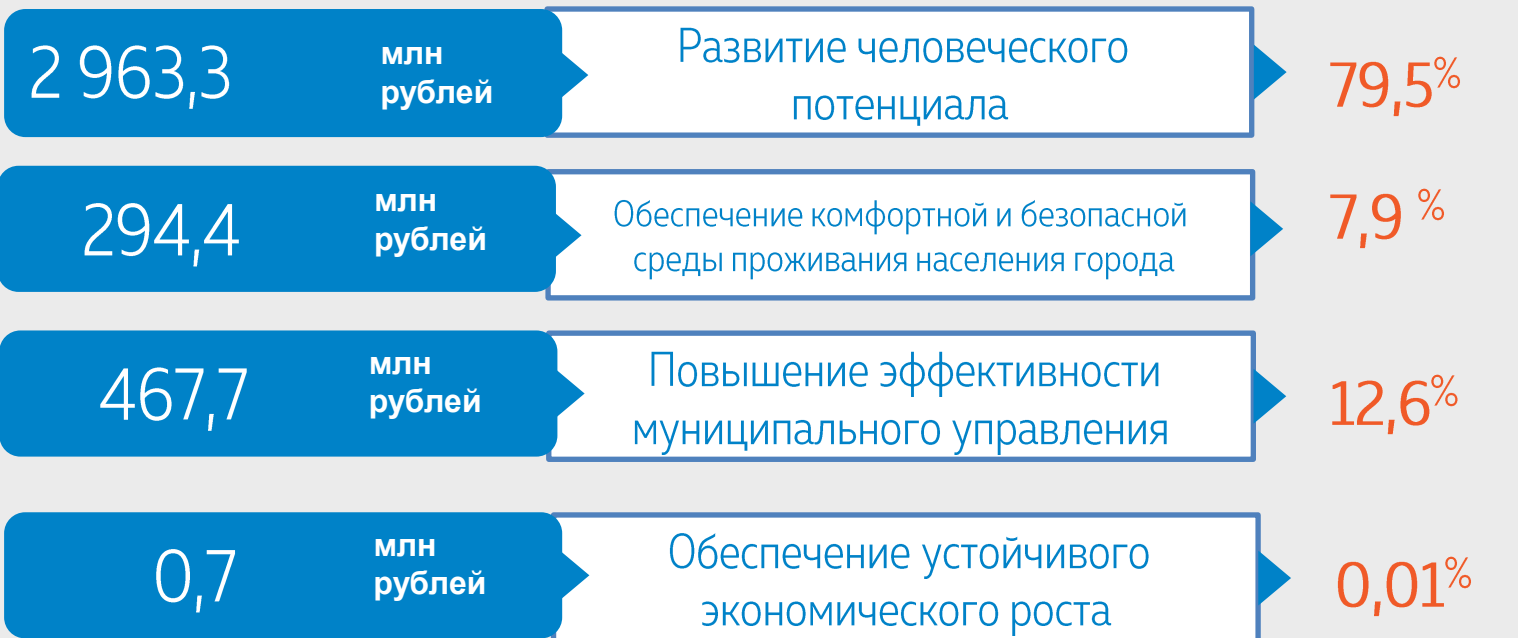 2 963,3
млн
рублей
Развитие человеческого
потенциала
79,5%
294,4
млн
рублей
Обеспечение комфортной и безопасной
среды проживания населения города
7,9 %
467,7
млн
рублей
Повышение эффективности
муниципального управления
12,6%
0,7
млн
рублей
Обеспечение устойчивого
экономического роста
0,01%